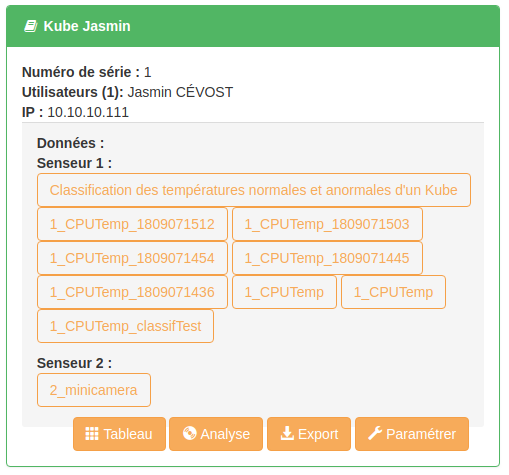 Kube Jasmin
Numéro de série : 1
Utilisateurs (1): Jasmin CÉVOST
IP : 10.10.10.111
Données :
Senseur 1 :
Classification des températures normales et anormales d'un Kube
1_CPUTemp_1809071512 1_CPUTemp_1809071503
1_CPUTemp_1809071454 1_CPUTemp_1809071445
1_CPUTemp_1809071436 1_CPUTemp 1_CPUTemp
1_CPUTemp_classifTest
Senseur 2 :
2_minicamera
Tableau Analyse Export Paramétrer